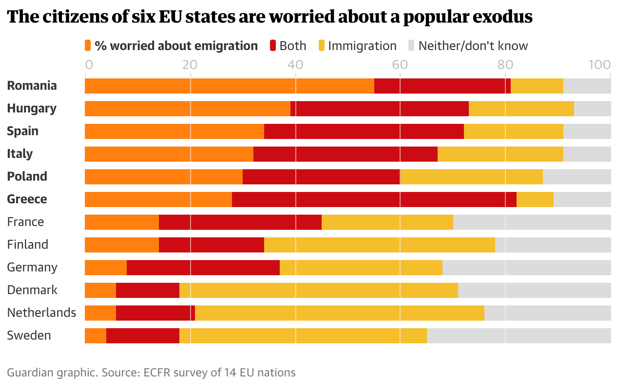 The citizens of six EU states are worried about a popular exodus
% worried about emigration Both Immigration Neither/don't know
0 20 40 60 80 100
Romania
Hungary
Spain
Italy
Poland
Greece
France
Finland
Germany
Denmark
Netherlands
Sweden
Guardian graphic. Source: ECFR survey of 14 EU nations